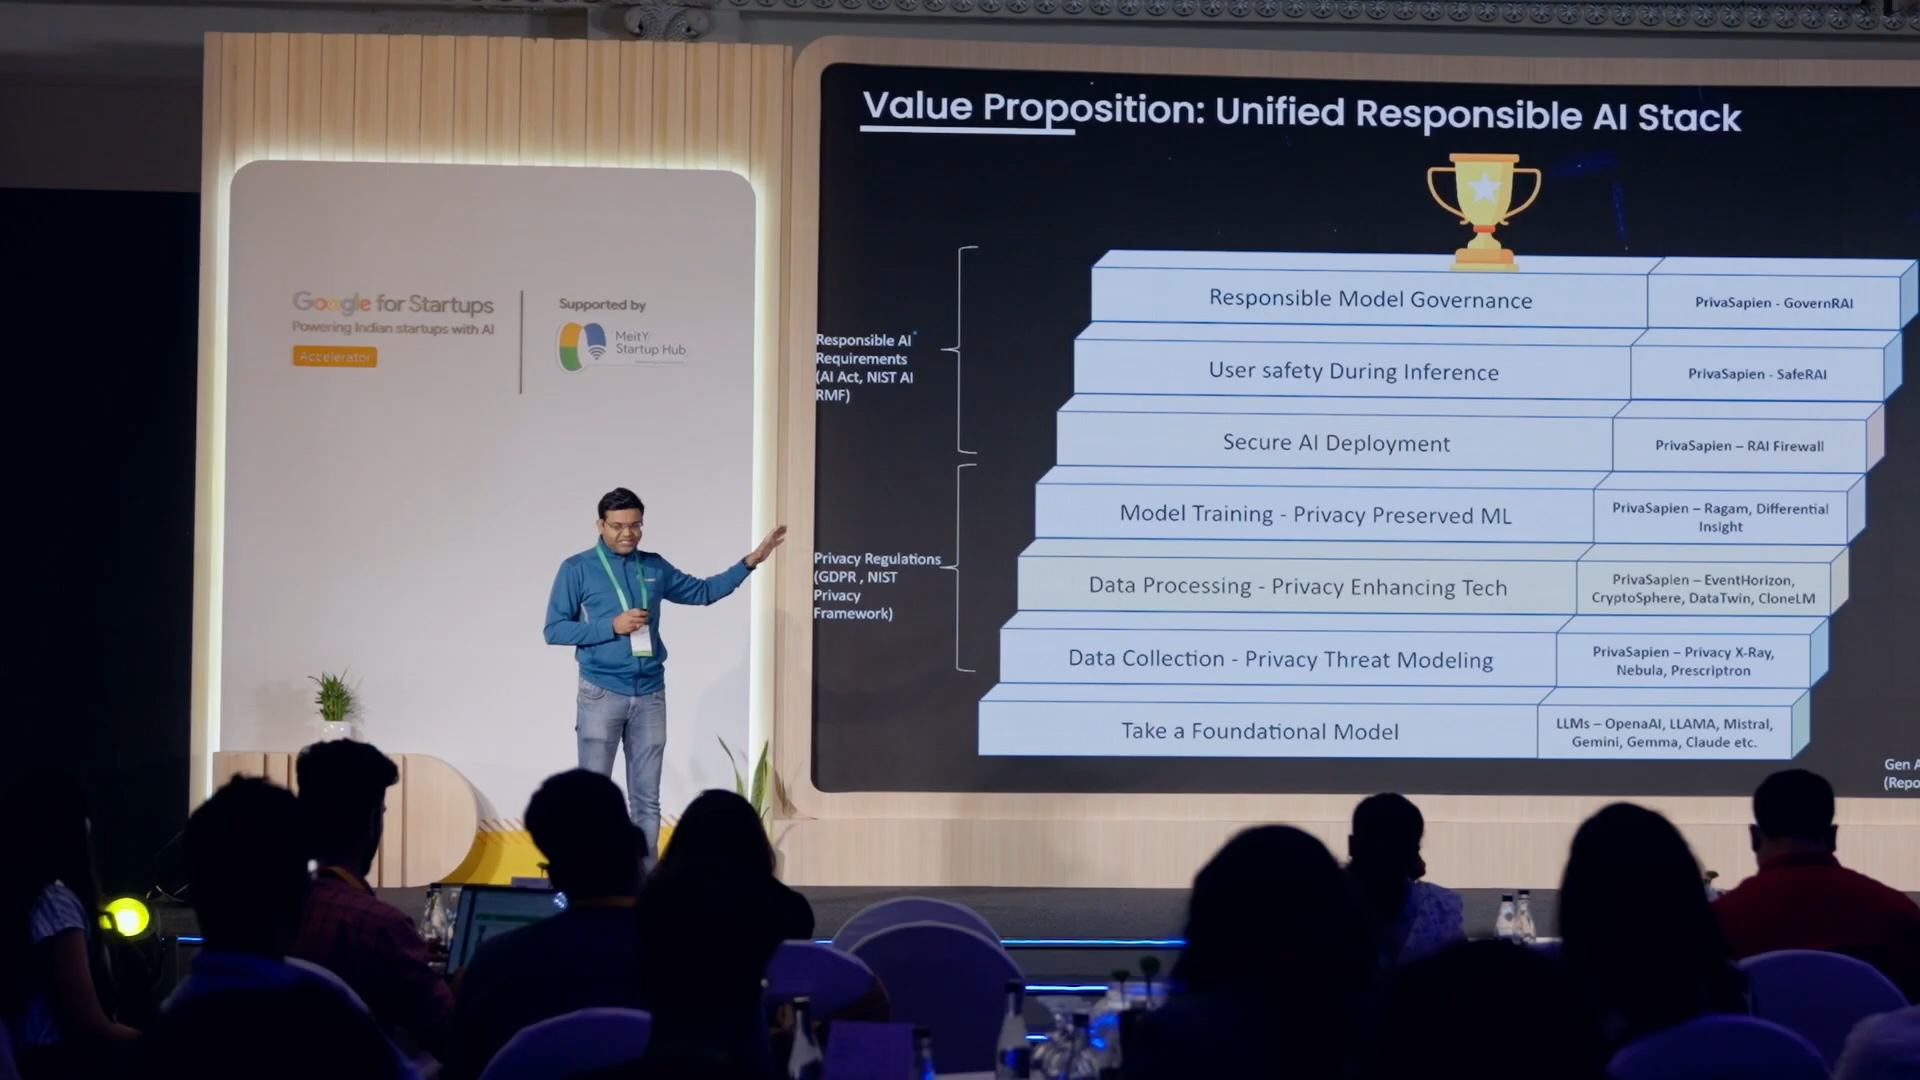 Value Proposition: Unified Responsible AI Stack
Google for Startups
Powering Indian startups with AI
Accelerator
Supported by
MeitY
Startup Hub
Responsible AI
Requirements
(AI Act, NIST AI
RMF)
Privacy Regulations
(GDPR , NIST
Privacy
Framework)
Responsible Model Governance
PrivaSapien - GovernRAI
User safety During Inference
PrivaSapien - SafeRAI
Secure AI Deployment
PrivaSapien – RAI Firewall
Model Training - Privacy Preserved ML
PrivaSapien – Ragam, Differential
Insight
Data Processing - Privacy Enhancing Tech
PrivaSapien – EventHorizon,
CryptoSphere, DataTwin, CloneLM
Data Collection - Privacy Threat Modeling
PrivaSapien – Privacy X-Ray,
Nebula, Prescriptron
Take a Foundational Model
LLMs – OpenaAI, LLAMA, Mistral,
Gemini, Gemma, Claude etc.
Gen A
(Repo